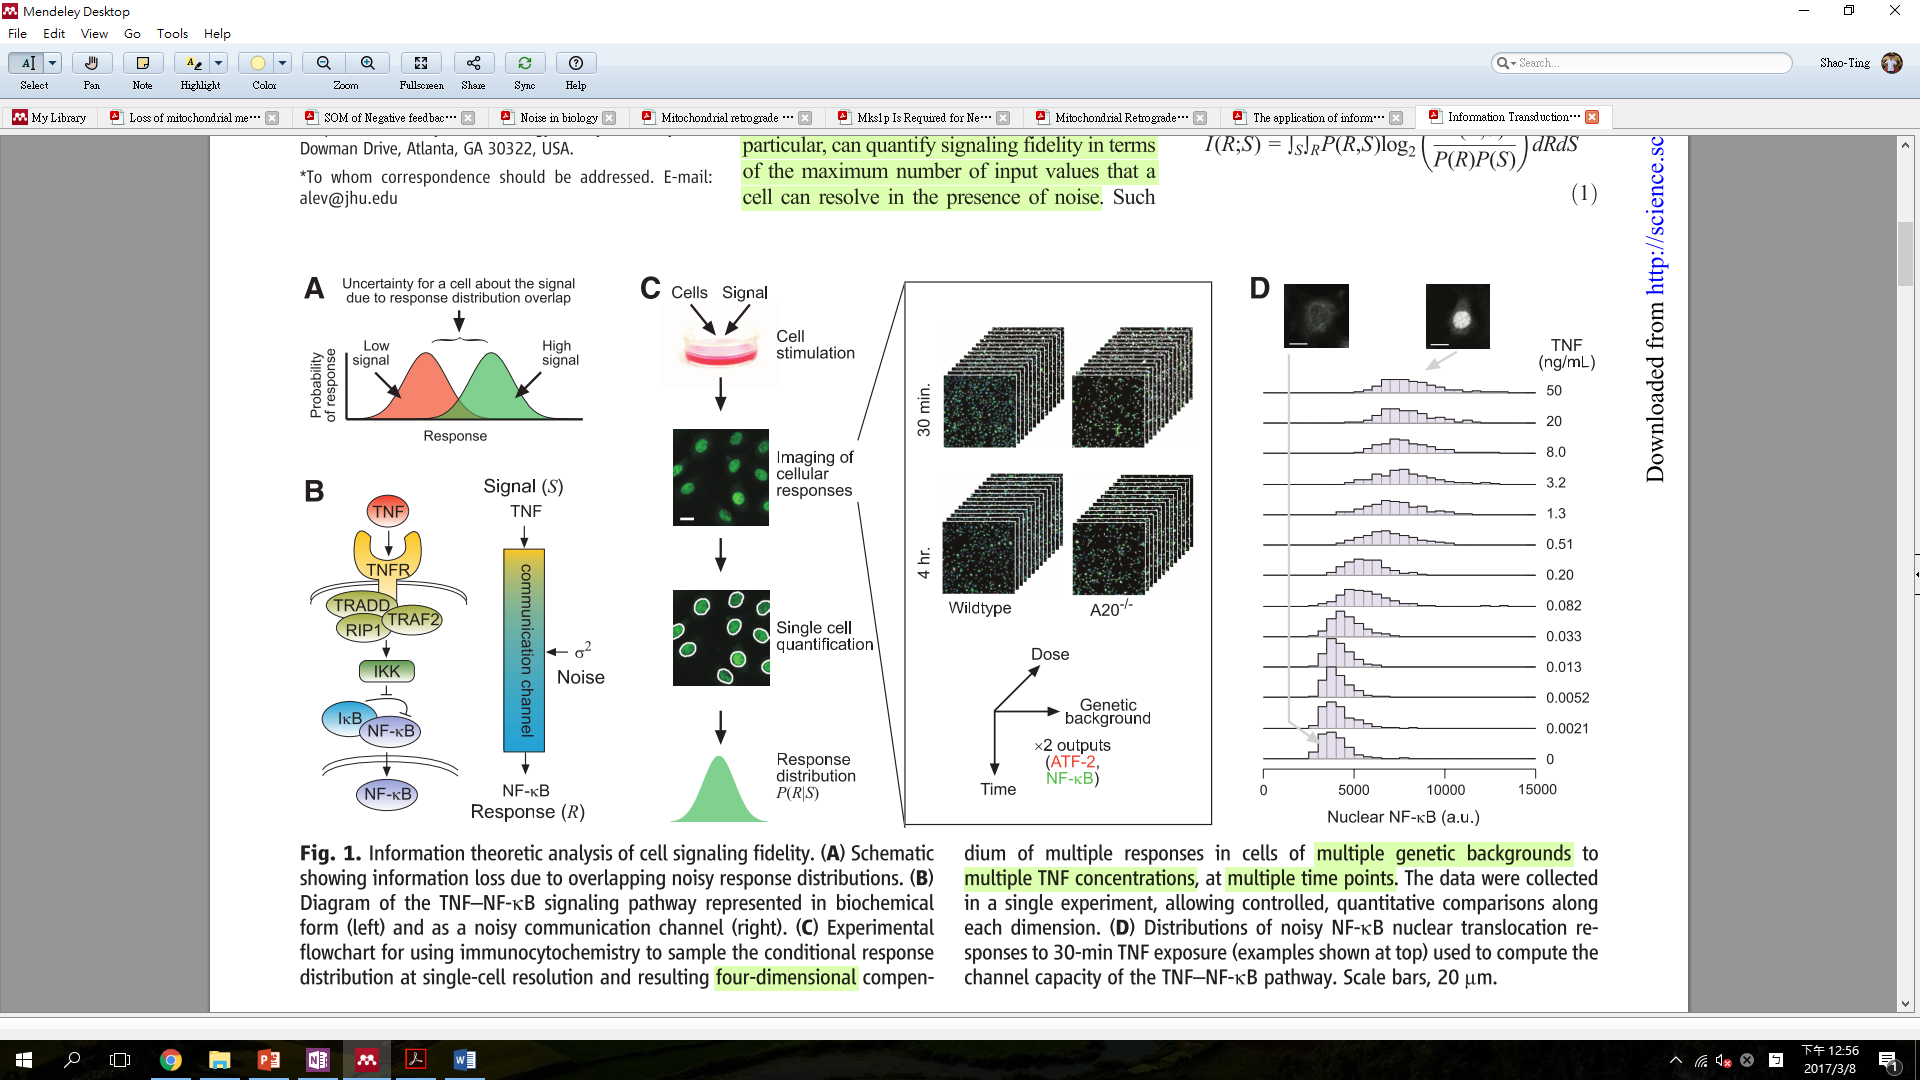 Mendeley Desktop
File Edit View Go Tools Help
Select Pan Note Highlight Color Zoom Fullscreen Share Sync Help
Search...
Shao-Ting
My Library
Loss of mitochondrial me···
SOM of Negative feedbac···
Noise in biology
Mitochondrial retrograde ···
Mks1p Is Required for Ne···
Mitochondrial Retrograde···
The application of inform···
Information Transduction···
Dowman Drive, Atlanta, GA 30322, USA.
*To whom correspondence should be addressed. E-mail:
alev@jhu.edu
particular, can quantify signaling fidelity in terms
of the maximum number of input values that a
cell can resolve in the presence of noise. Such
I(R;S) = ∫S∫RP(R,S)log2 ( / P(R)P(S) ) dRdS
(1)
Downloaded from http://science.sc
A
Uncertainty for a cell about the signal
due to response distribution overlap
Low
signal
High
signal
Probability
of response
Response
B
TNF
TNFR
TRADD
TRAF2
RIP1
IKK
IκB
NF-κB
NF-κB
Signal (S)
TNF
communication channel
σ2
Noise
NF-κB
Response (R)
C
Cells Signal
Cell
stimulation
Imaging of
cellular
responses
Single cell
quantification
Response
distribution
P(R|S)
30 min.
4 hr.
Wildtype
A20-/-
Dose
Genetic
background
×2 outputs
(ATF-2,
NF-κB)
Time
D
TNF
(ng/mL)
50
20
8.0
3.2
1.3
0.51
0.20
0.082
0.033
0.013
0.0052
0.0021
0
0 5000 10000 15000
Nuclear NF-κB (a.u.)
Fig. 1. Information theoretic analysis of cell signaling fidelity. (A) Schematic
showing information loss due to overlapping noisy response distributions. (B)
Diagram of the TNF–NF-κB signaling pathway represented in biochemical
form (left) and as a noisy communication channel (right). (C) Experimental
flowchart for using immunocytochemistry to sample the conditional response
distribution at single-cell resolution and resulting four-dimensional compen-
dium of multiple responses in cells of multiple genetic backgrounds to
multiple TNF concentrations, at multiple time points. The data were collected
in a single experiment, allowing controlled, quantitative comparisons along
each dimension. (D) Distributions of noisy NF-κB nuclear translocation re-
sponses to 30-min TNF exposure (examples shown at top) used to compute the
channel capacity of the TNF–NF-κB pathway. Scale bars, 20 μm.
下午 12:56
2017/3/8
1